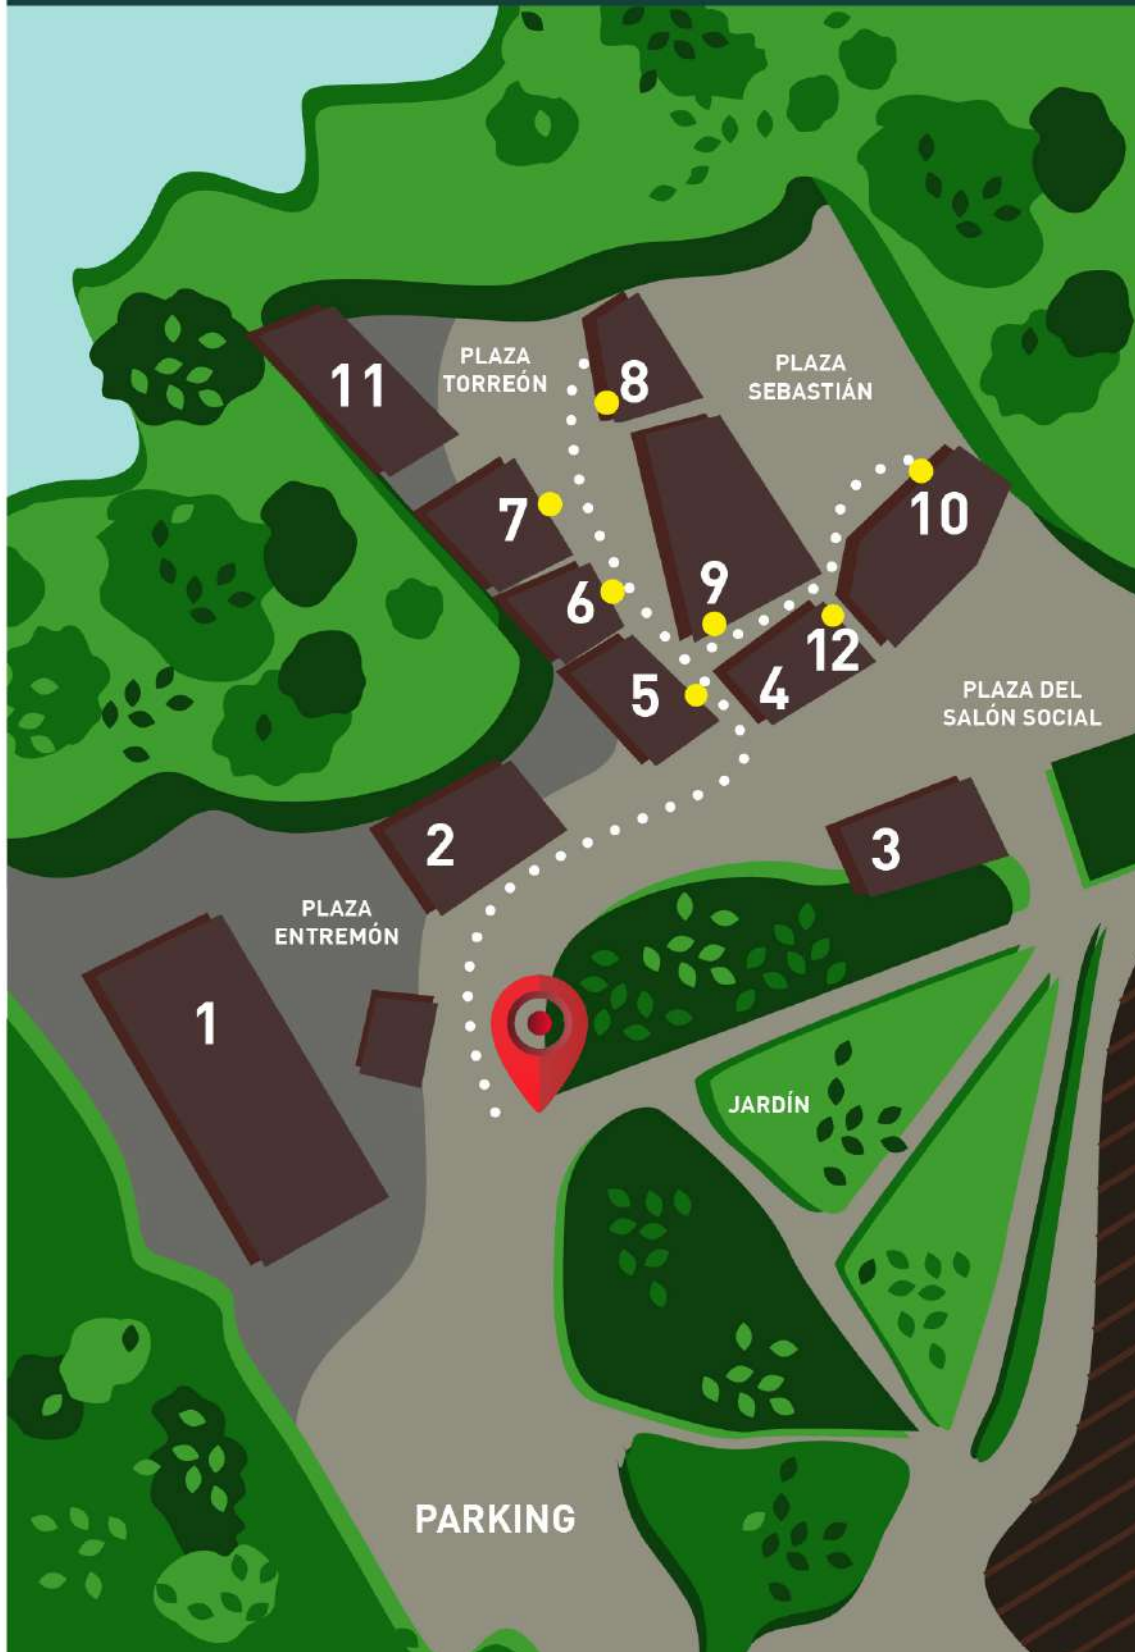 PLAZA
TORREÓN
PLAZA
SEBASTIÁN
11
8
7
10
9
6
12
5
4
PLAZA DEL
SALÓN SOCIAL
2
3
PLAZA
ENTREMÓN
1
JARDÍN
PARKING